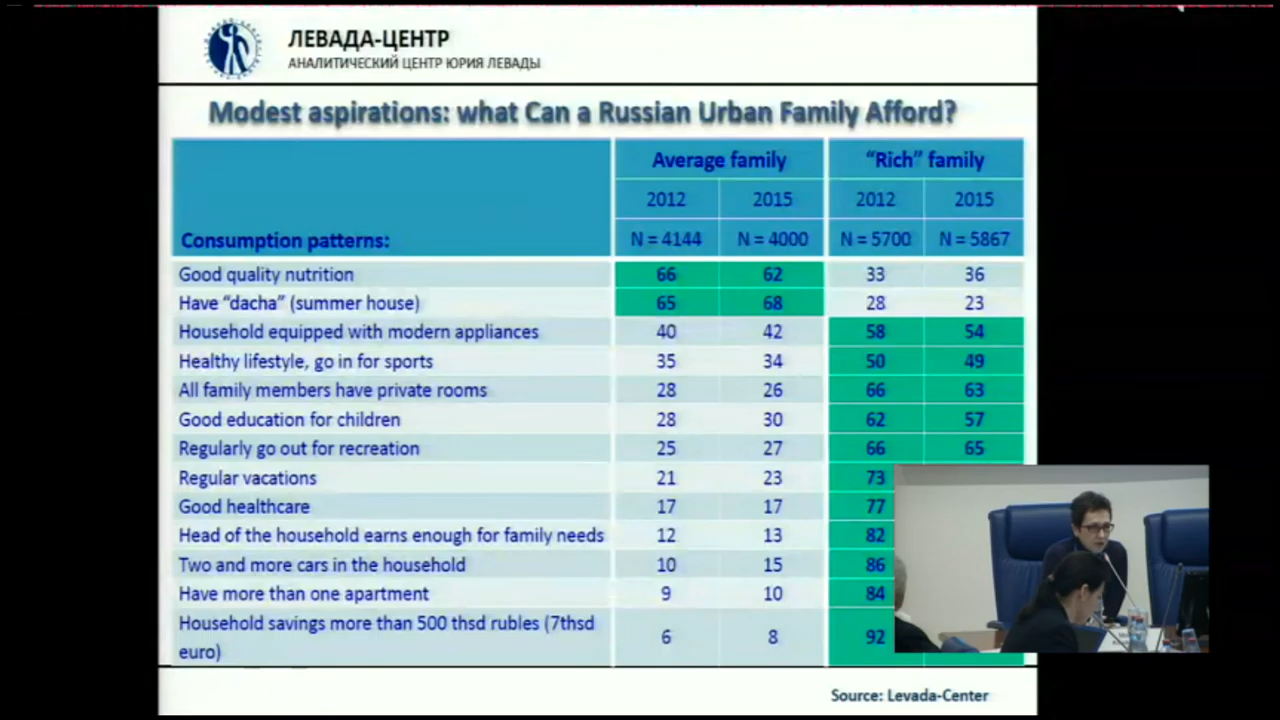 ЛЕВАДА-ЦЕНТР
АНАЛИТИЧЕСКИЙ ЦЕНТР ЮРИЯ ЛЕВАДЫ
Modest aspirations: what Can a Russian Urban Family Afford?
Average family "Rich" family
2012 2015 2012 2015
Consumption patterns: N = 4144 N = 4000 N = 5700 N = 5867
Good quality nutrition 66 62 33 36
Have "dacha" (summer house) 65 68 28 23
Household equipped with modern appliances 40 42 58 54
Healthy lifestyle, go in for sports 35 34 50 49
All family members have private rooms 28 26 66 63
Good education for children 28 30 62 57
Regularly go out for recreation 25 27 66 65
Regular vacations 21 23 73
Good healthcare 17 17 77
Head of the household earns enough for family needs 12 13 82
Two and more cars in the household 10 15 86
Have more than one apartment 9 10 84
Household savings more than 500 thsd rubles (7thsd
euro) 6 8 92
Source: Levada-Center